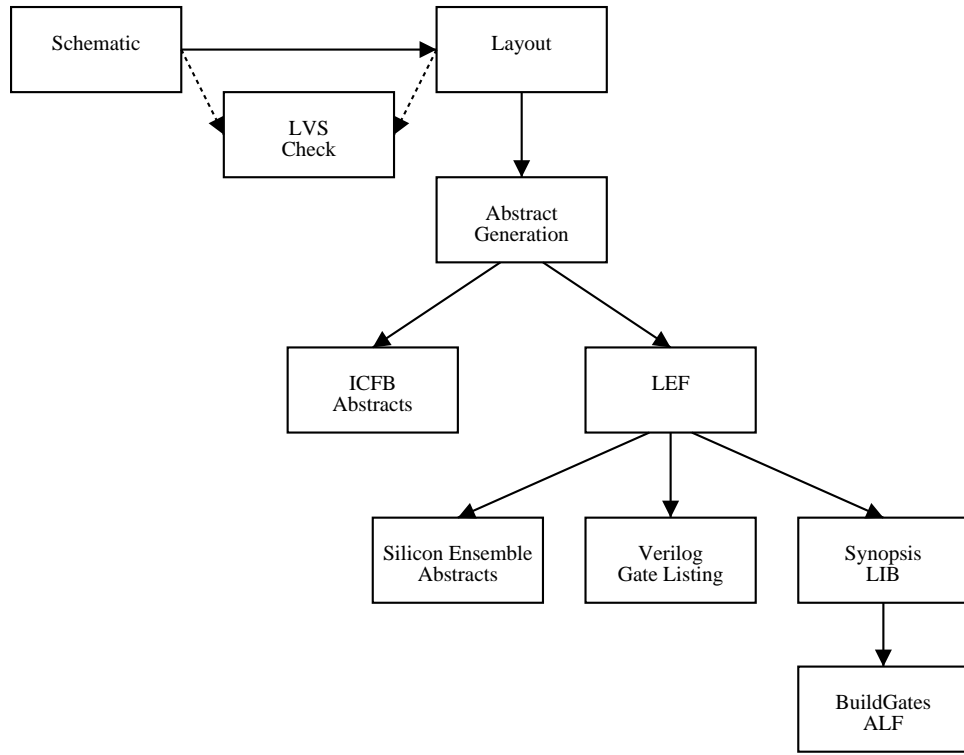 Schematic
Layout
LVS
Check
Abstract
Generation
ICFB
Abstracts
LEF
Silicon Ensemble
Abstracts
Verilog
Gate Listing
Synopsis
LIB
BuildGates
ALF